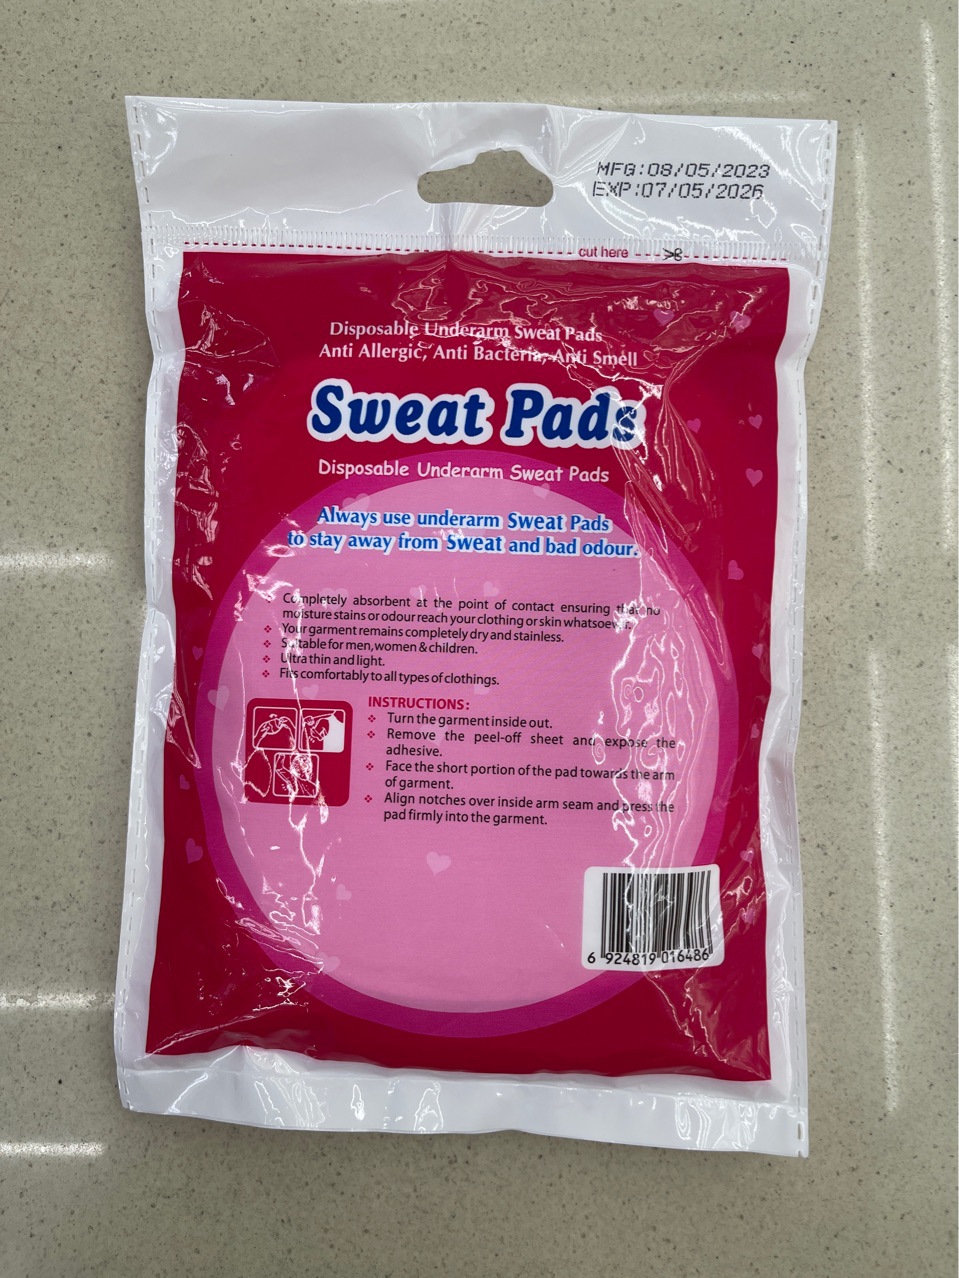 MFG:08/05/2023
EXP:07/05/2026
cut here
Disposable Underarm Sweat Pads
Anti Allergic, Anti Bacteria, Anti Smell
Sweat Pads
Disposable Underarm Sweat Pads
Always use underarm Sweat Pads
to stay away from Sweat and bad odour.
Completely absorbent at the point of contact ensuring that no
moisture stains or odour reach your clothing or skin whatsoever.
Your garment remains completely dry and stainless.
Suitable for men, women & children.
Ultra thin and light.
Fits comfortably to all types of clothings.
INSTRUCTIONS:
Turn the garment inside out.
Remove the peel-off sheet and expose the
adhesive.
Face the short portion of the pad towards the arm
of garment.
Align notches over inside arm seam and press the
pad firmly into the garment.
6 924819 016486